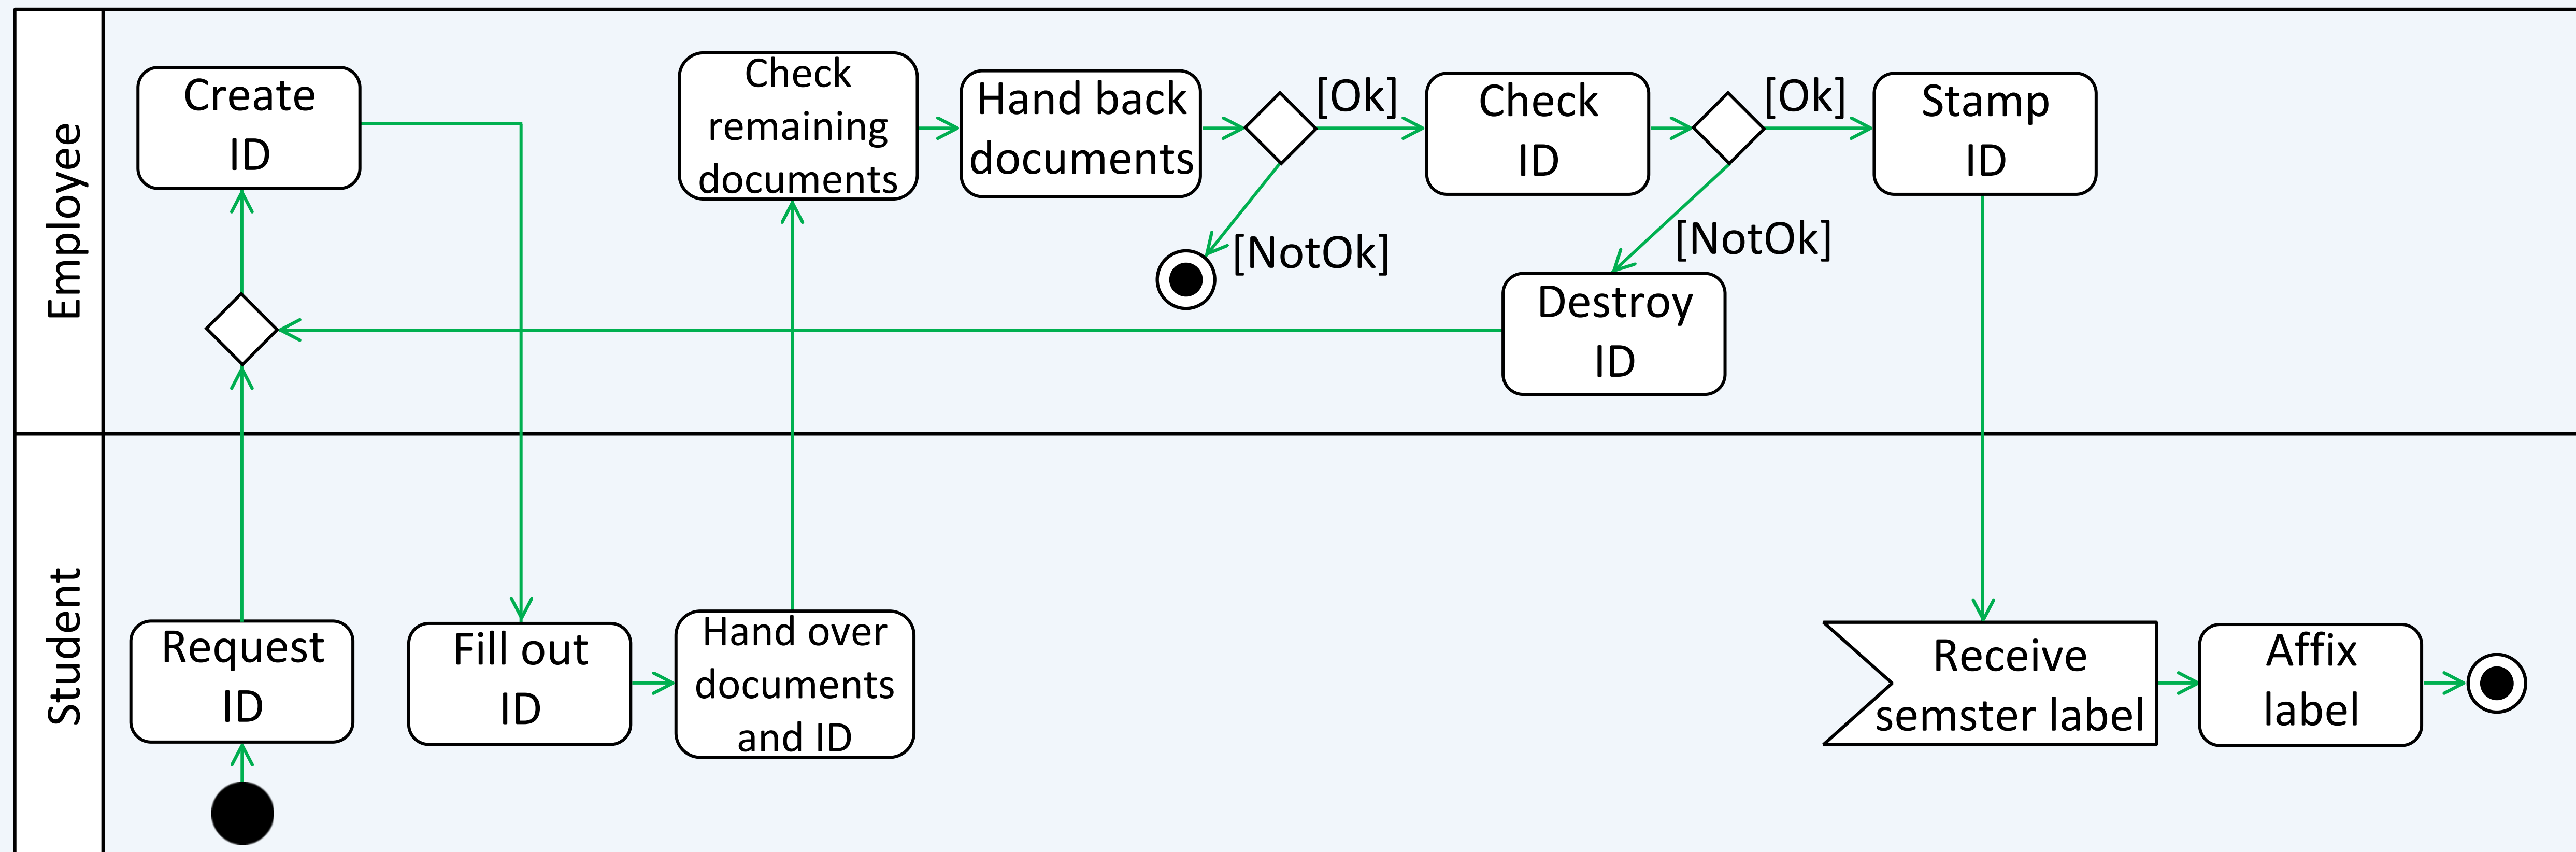 Employee
Create
ID
Check
remaining
documents
Hand back
documents
[Ok]
[NotOk]
Check
ID
[Ok]
[NotOk]
Stamp
ID
Destroy
ID
Student
Request
ID
Fill out
ID
Hand over
documents
and ID
Receive
semster label
Affix
label